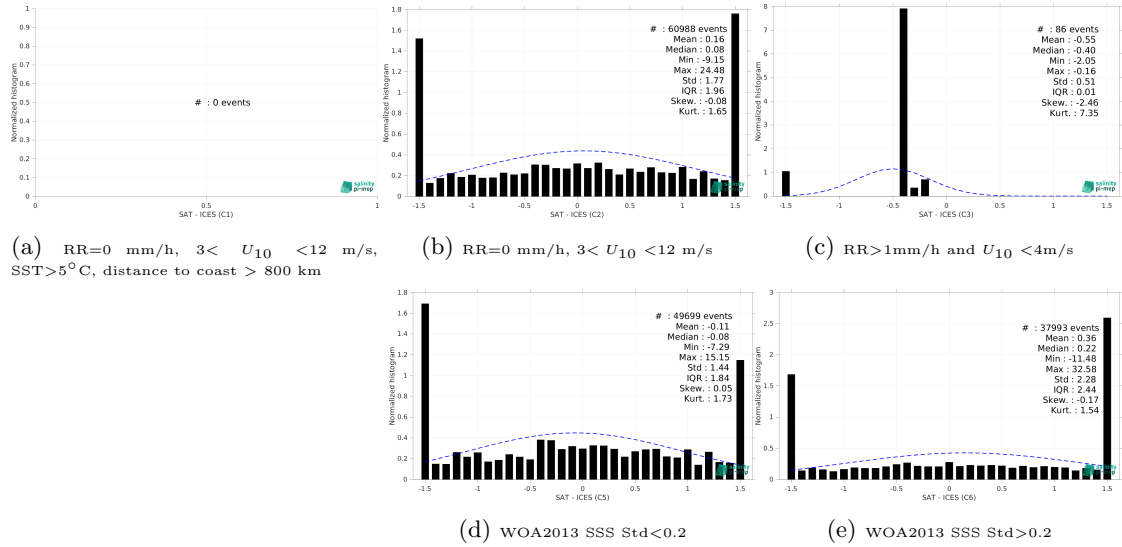 1
0.9
0.8
0.7
0.6
0.5
0.4
0.3
0.2
0.1
0
Normalized histogram
# : 0 events
0 0.5 1
SAT - ICES (C1)
salinity
pi-mep
(a) RR=0 mm/h, 3< U10 <12 m/s,
SST>5°C, distance to coast > 800 km
1.8
1.6
1.4
1.2
1
0.8
0.6
0.4
0.2
0
Normalized histogram
# : 60988 events
Mean : 0.16
Median : 0.08
Min : -9.15
Max : 24.48
Std : 1.77
IQR : 1.96
Skew. : -0.08
Kurt. : 1.65
-1.5 -1 -0.5 0 0.5 1 1.5
SAT - ICES (C2)
salinity
pi-mep
(b) RR=0 mm/h, 3< U10 <12 m/s
8
7
6
5
4
3
2
1
0
Normalized histogram
# : 86 events
Mean : -0.55
Median : -0.40
Min : -2.05
Max : -0.16
Std : 0.51
IQR : 0.01
Skew. : -2.46
Kurt. : 7.35
-1.5 -1 -0.5 0 0.5 1 1.5
SAT - ICES (C3)
salinity
pi-mep
(c) RR>1mm/h and U10 <4m/s
1.8
1.6
1.4
1.2
1
0.8
0.6
0.4
0.2
0
Normalized histogram
# : 49699 events
Mean : -0.11
Median : -0.08
Min : -7.29
Max : 15.15
Std : 1.44
IQR : 1.84
Skew. : 0.05
Kurt. : 1.73
-1.5 -1 -0.5 0 0.5 1 1.5
SAT - ICES (C5)
salinity
pi-mep
(d) WOA2013 SSS Std<0.2
3
2.5
2
1.5
1
0.5
0
Normalized histogram
# : 37993 events
Mean : 0.36
Median : 0.22
Min : -11.48
Max : 32.58
Std : 2.28
IQR : 2.44
Skew. : -0.17
Kurt. : 1.54
-1.5 -1 -0.5 0 0.5 1 1.5
SAT - ICES (C6)
salinity
pi-mep
(e) WOA2013 SSS Std>0.2